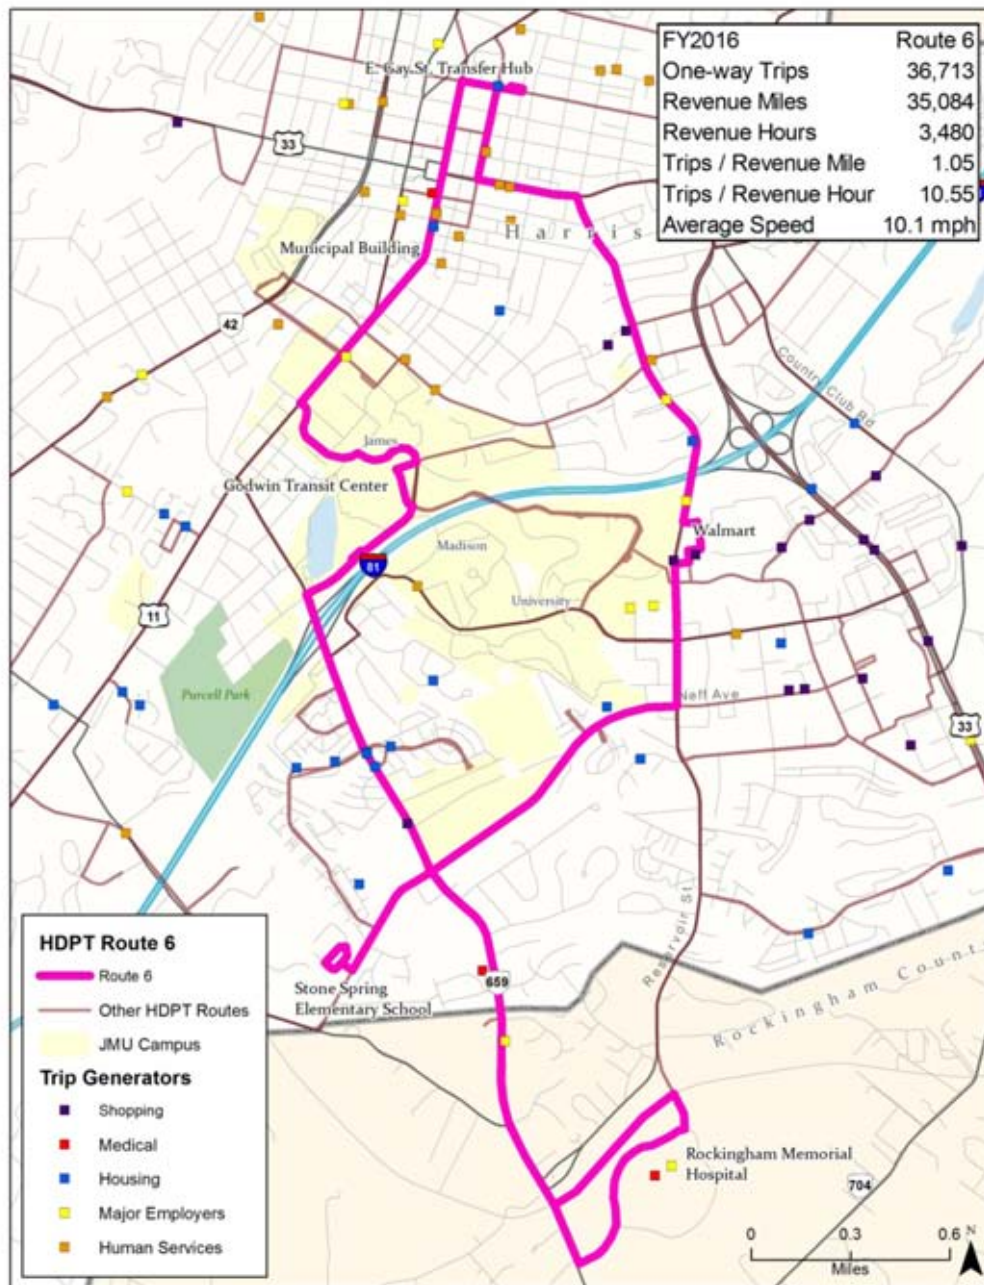 FY2016 Route 6
One-way Trips 36,713
Revenue Miles 35,084
Revenue Hours 3,480
Trips / Revenue Mile 1.05
Trips / Revenue Hour 10.55
Average Speed 10.1 mph
E. Gay St. Transfer Hub
33
Harris
Municipal Building
42
Country Club Rd
James
Godwin Transit Center
Walmart
Madison
81
University
11
Purcell Park
Neff Ave
33
Reservoir St
659
Stone Spring
Elementary School
Rockingham Count
Rockingham Memorial
Hospital
704
HDPT Route 6
Route 6
Other HDPT Routes
JMU Campus
Trip Generators
Shopping
Medical
Housing
Major Employers
Human Services
0 0.3 0.6
Miles
N